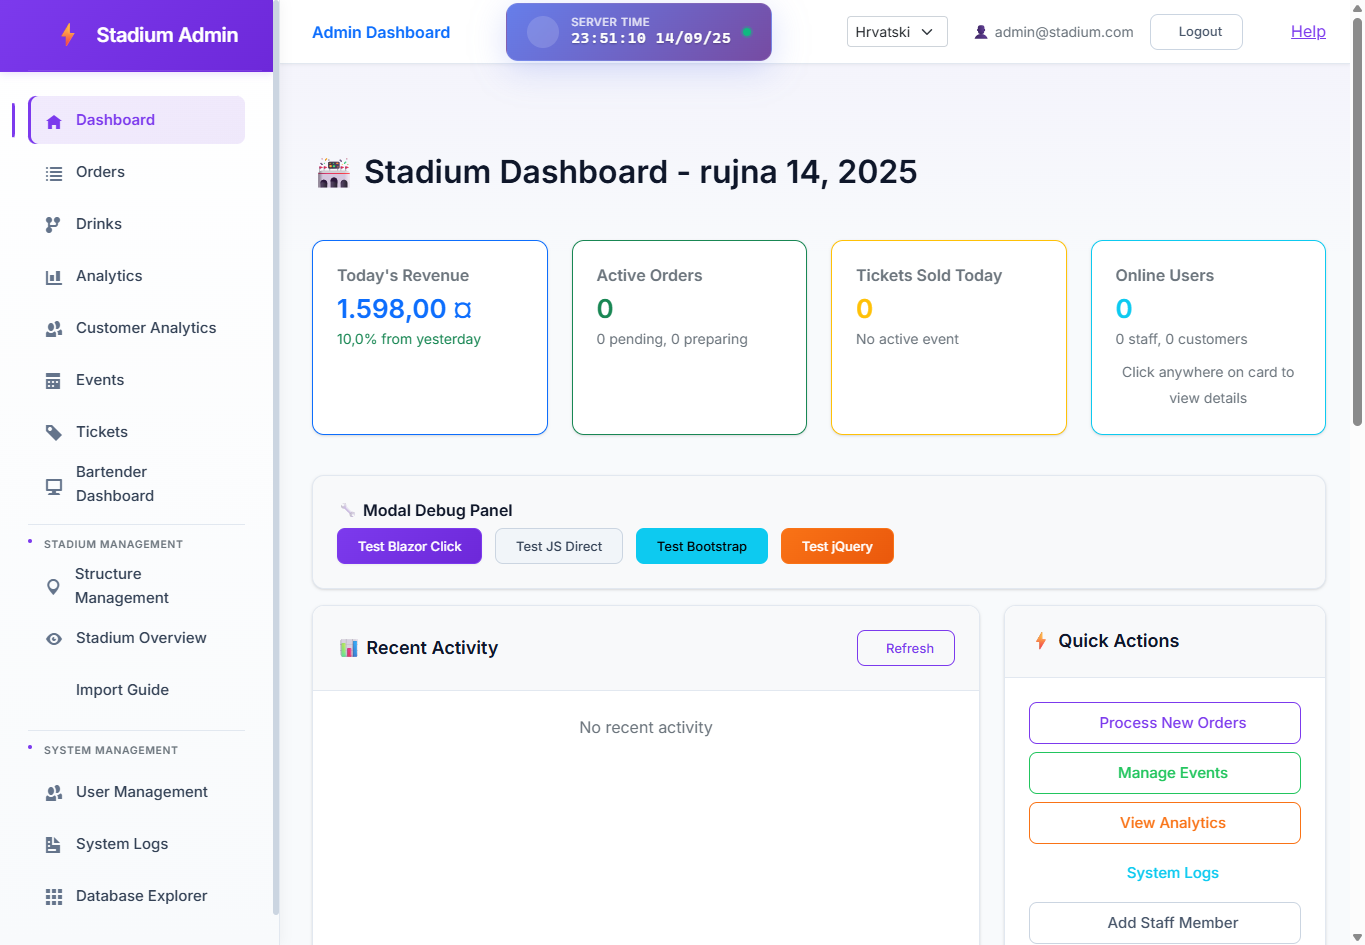 Stadium Admin
Admin Dashboard
SERVER TIME
23:51:10 14/09/25
Hrvatski
admin@stadium.com
Logout
Help
Dashboard
Orders
Drinks
Analytics
Customer Analytics
Events
Tickets
Bartender
Dashboard
STADIUM MANAGEMENT
Structure
Management
Stadium Overview
Import Guide
SYSTEM MANAGEMENT
User Management
System Logs
Database Explorer
Stadium Dashboard - rujna 14, 2025
Today's Revenue
1.598,00 ¤
10,0% from yesterday
Active Orders
0
0 pending, 0 preparing
Tickets Sold Today
0
No active event
Online Users
0
0 staff, 0 customers
Click anywhere on card to
view details
Modal Debug Panel
Test Blazor Click
Test JS Direct
Test Bootstrap
Test jQuery
Recent Activity
Refresh
No recent activity
Quick Actions
Process New Orders
Manage Events
View Analytics
System Logs
Add Staff Member